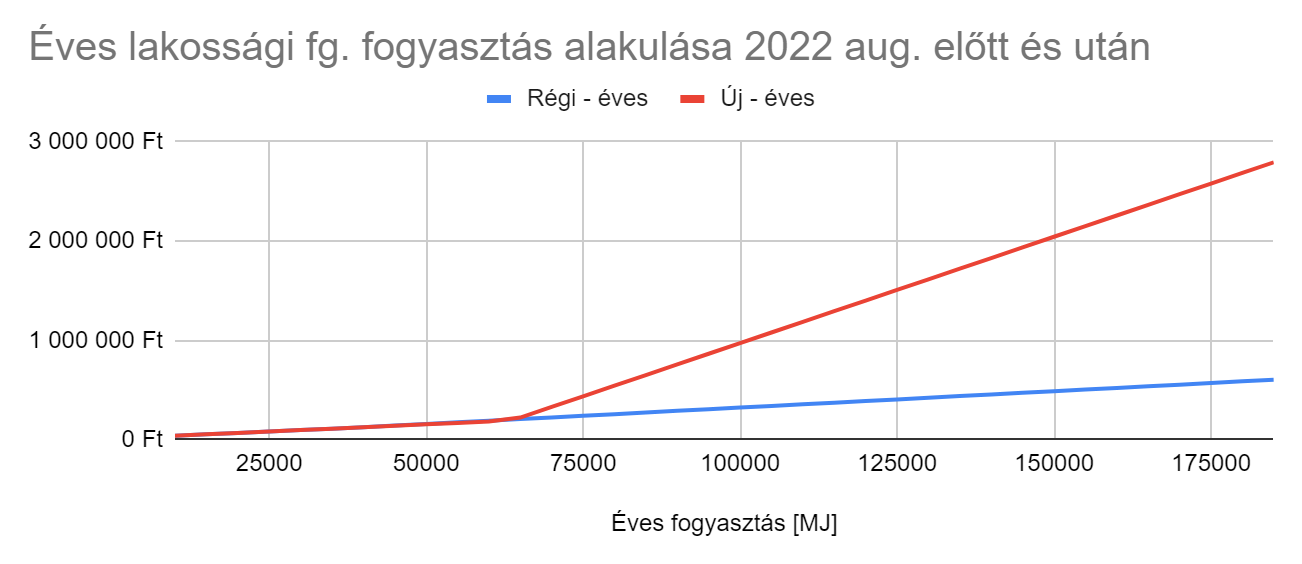 Éves lakossági fg. fogyasztás alakulása 2022 aug. előtt és után
Régi - éves Új - éves
3 000 000 Ft
2 000 000 Ft
1 000 000 Ft
0 Ft
25000 50000 75000 100000 125000 150000 175000
Éves fogyasztás [MJ]